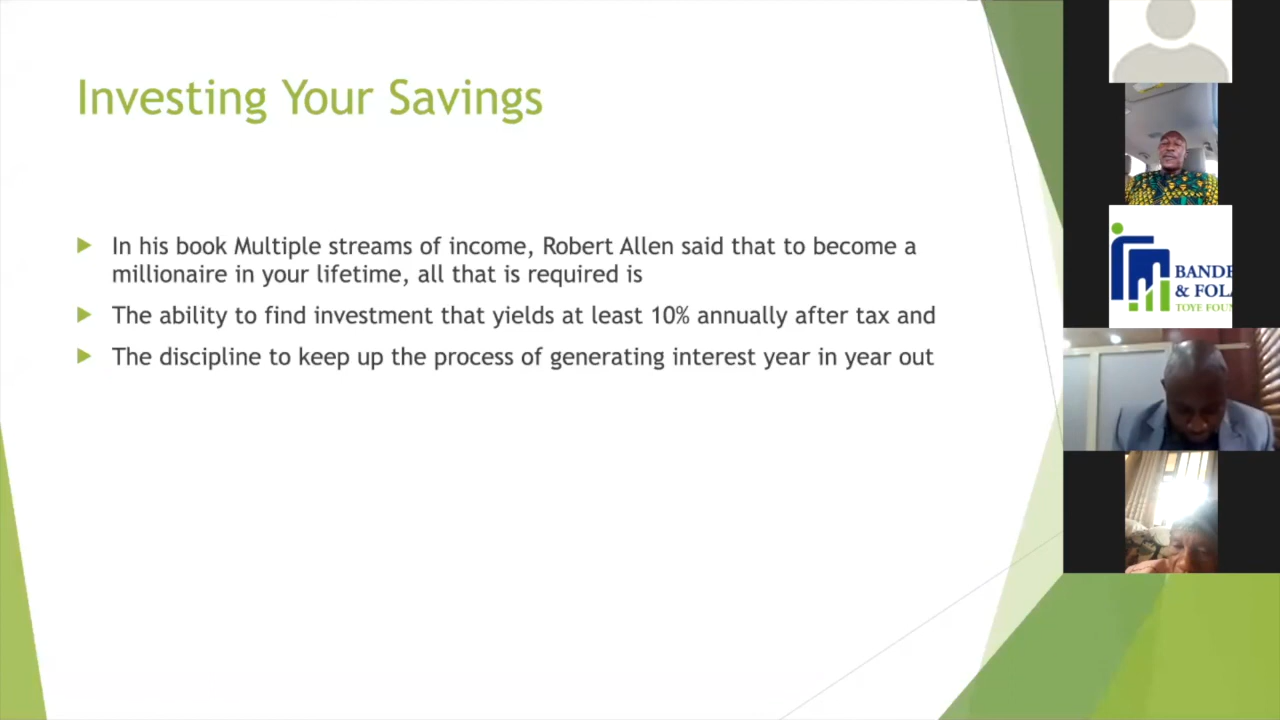 Investing Your Savings
In his book Multiple streams of income, Robert Allen said that to become a
millionaire in your lifetime, all that is required is
The ability to find investment that yields at least 10% annually after tax and
The discipline to keep up the process of generating interest year in year out
BANDE
& FOL
TOYE FOUN